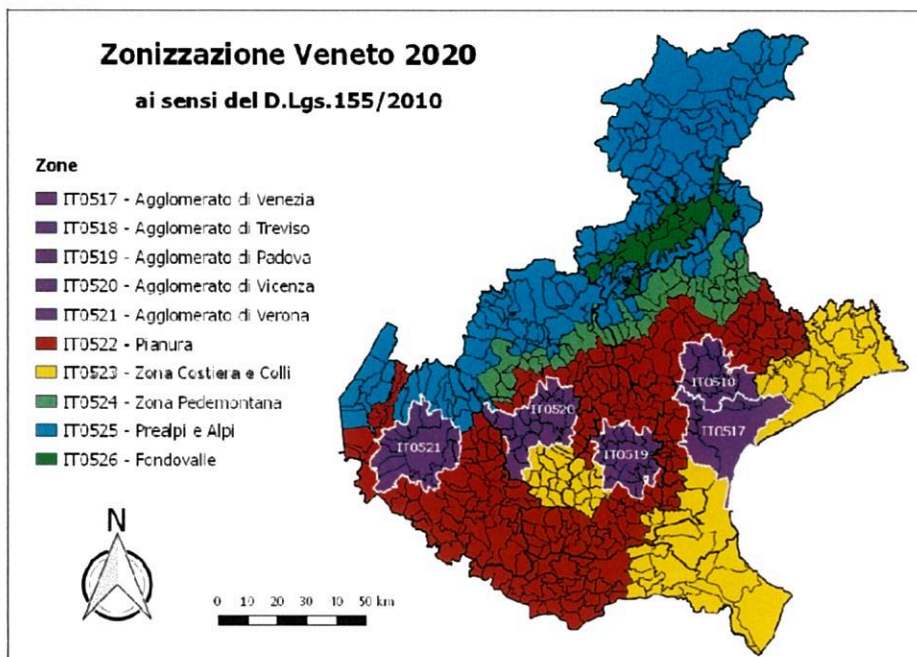 Zonizzazione Veneto 2020
ai sensi del D.Lgs.155/2010
Zone
IT0517 - Agglomerato di Venezia
IT0518 - Agglomerato di Treviso
IT0519 - Agglomerato di Padova
IT0520 - Agglomerato di Vicenza
IT0521 - Agglomerato di Verona
IT0522 - Pianura
IT0523 - Zona Costiera e Colli
IT0524 - Zona Pedemontana
IT0525 - Prealpi e Alpi
IT0526 - Fondovalle
IT0518
IT0520
IT0517
IT0521
IT0519
N
0 10 20 30 40 50 km